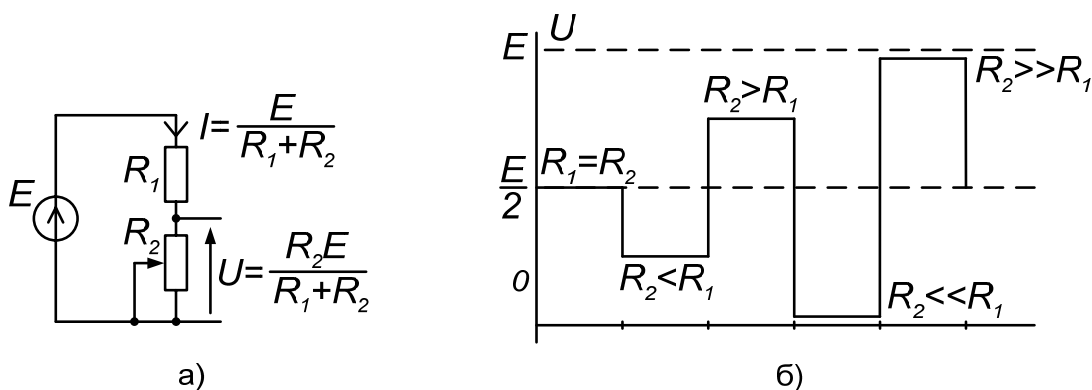 I=E/(R₁+R₂)
R₁
E
R₂
U=R₂E/(R₁+R₂)
а)
E
U
R₂>>R₁
R₂>R₁
E/2
R₁=R₂
R₂<R₁
0
R₂<<R₁
б)